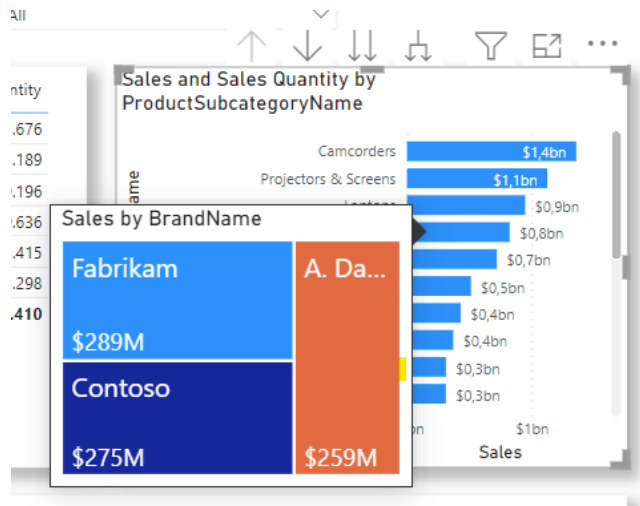 All
Sales and Sales Quantity by
ProductSubcategoryName
ntity
.676
.189
.196
.636
.415
.298
.410
Camcorders
$1,4bn
Projectors & Screens
$1,1bn
$0,9bn
$0,8bn
$0,7bn
$0,5bn
$0,4bn
$0,4bn
$0,3bn
$0,3bn
$1bn
Sales
Sales by BrandName
Fabrikam
$289M
Contoso
$275M
A. Da...
$259M